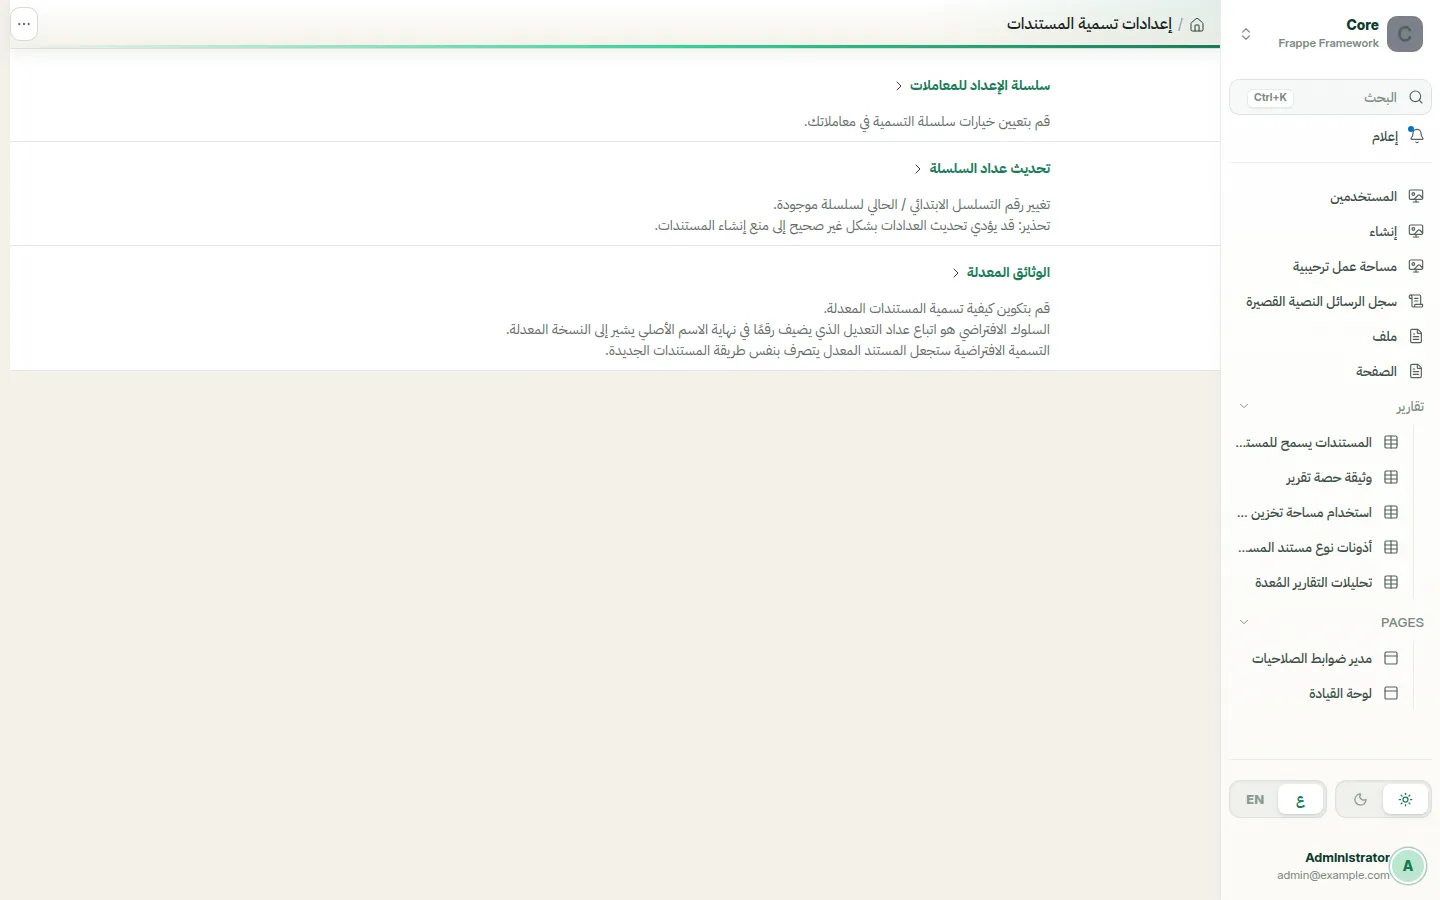 Core
Frappe Framework
C
البحث
Ctrl+K
إعلام
المستخدمين
إنشاء
مساحة عمل ترحيبية
سجل الرسائل النصية القصيرة
ملف
الصفحة
تقارير
المستندات يسمح للمستـ...
وثيقة حصة تقرير
استخدام مساحة تخزين ...
أذونات نوع مستند المسـ...
تحليلات التقارير المُعدة
PAGES
مدير ضوابط الصلاحيات
لوحة القيادة
ع
EN
Administrator
admin@example.com
A
/ إعدادات تسمية المستندات
...
سلسلة الإعداد للمعاملات
قم بتعيين خيارات سلسلة التسمية في معاملاتك.
تحديث عداد السلسلة
تغيير رقم التسلسل الابتدائي / الحالي لسلسلة موجودة.
تحذير: قد يؤدي تحديث العدادات بشكل غير صحيح إلى منع إنشاء المستندات.
الوثائق المعدلة
قم بتكوين كيفية تسمية المستندات المعدلة.
السلوك الافتراضي هو اتباع عداد التعديل الذي يضيف رقمًا في نهاية الاسم الأصلي يشير إلى النسخة المعدلة.
التسمية الافتراضية ستجعل المستند المعدل يتصرف بنفس طريقة المستندات الجديدة.